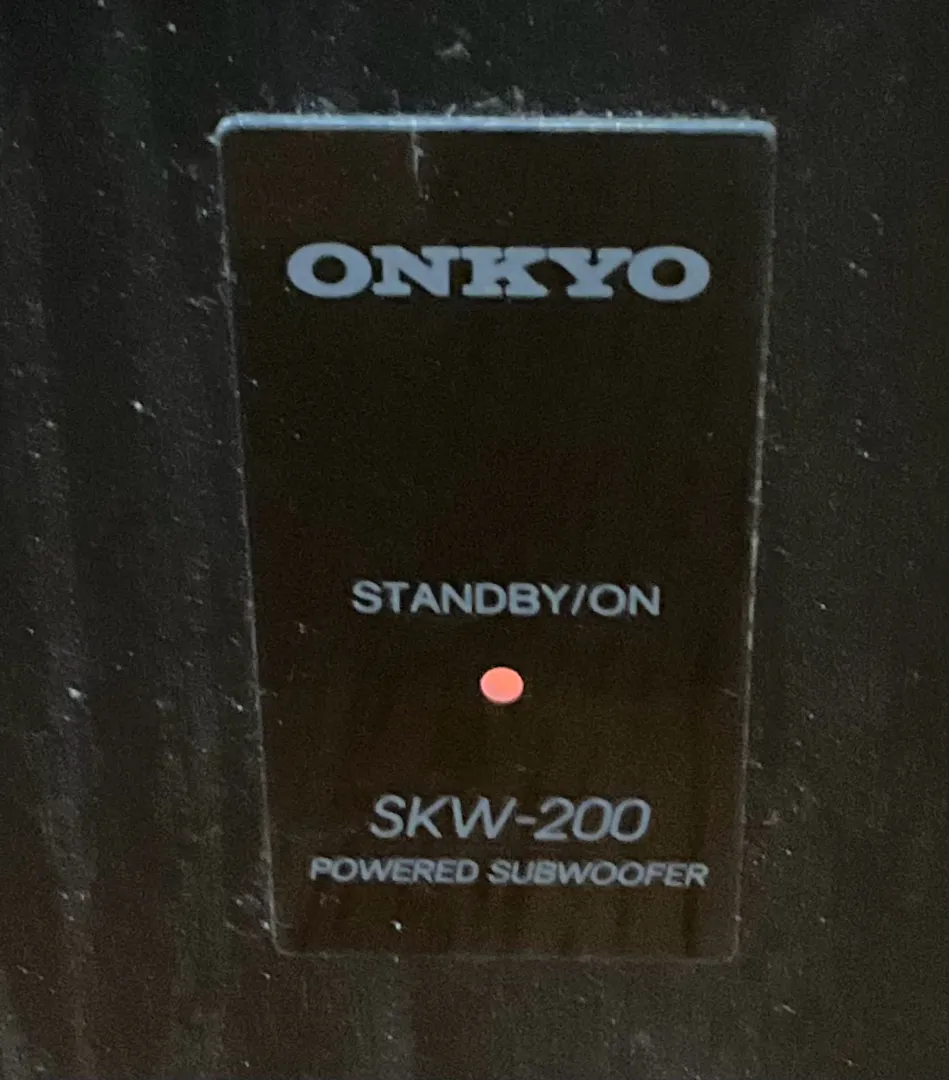 ONKYO
STANDBY/ON
SKW-200
POWERED SUBWOOFER